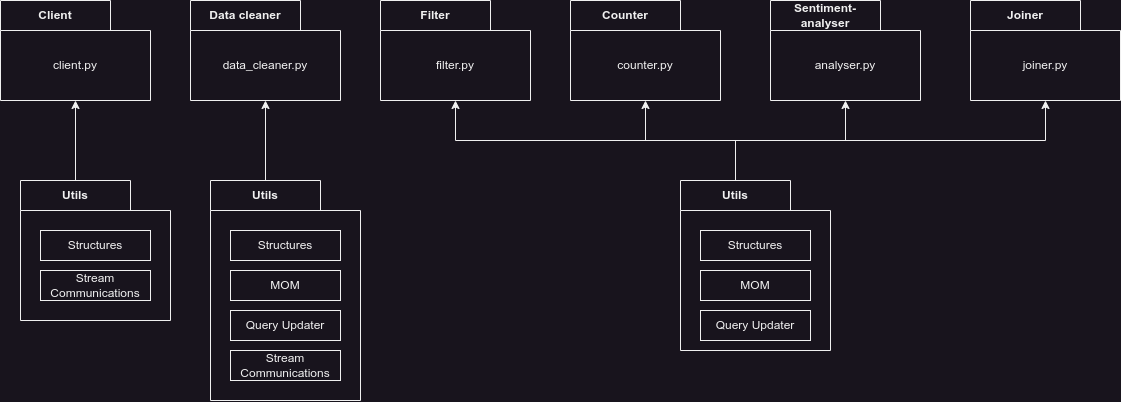 Client
Data cleaner
Filter
Counter
Sentiment-
analyser
Joiner
client.py
data_cleaner.py
filter.py
counter.py
analyser.py
joiner.py
Utils
Structures
Stream
Communications
Utils
Structures
MOM
Query Updater
Stream
Communications
Utils
Structures
MOM
Query Updater